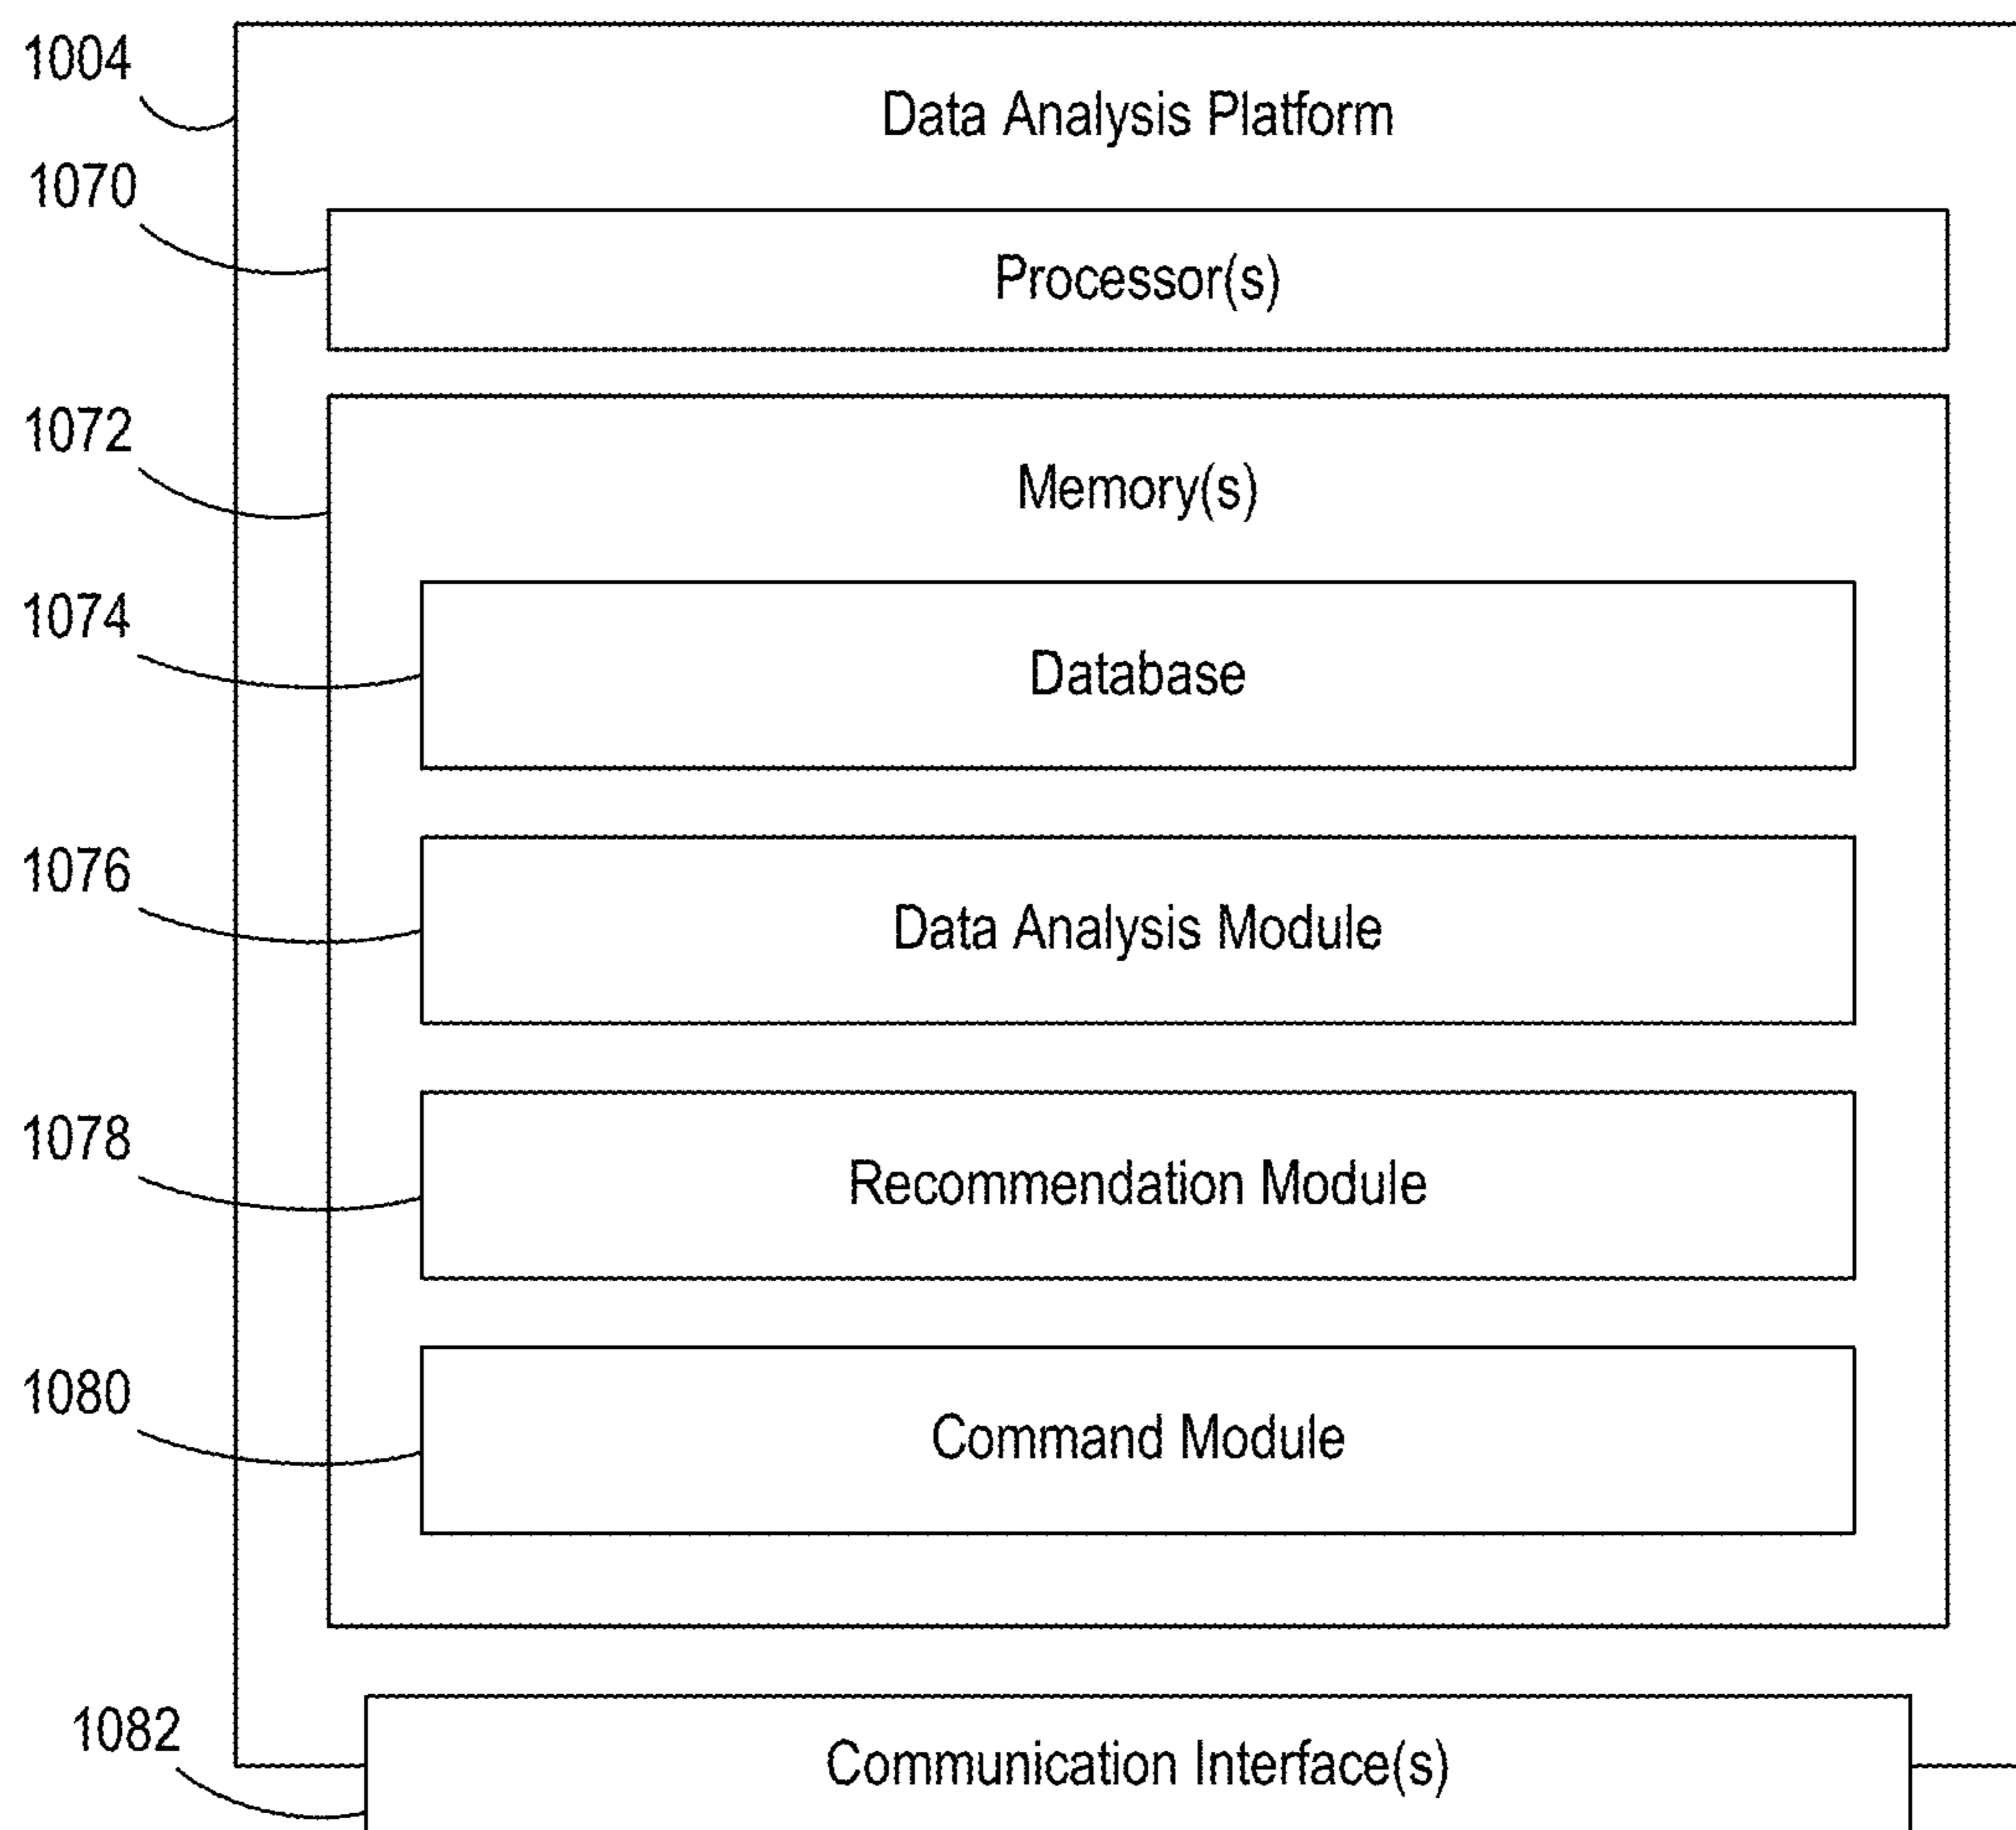 1004
Data Analysis Platform
1070
Processor(s)
1072
Memory(s)
1074
Database
1076
Data Analysis Module
1078
Recommendation Module
1080
Command Module
1082
Communication Interface(s)